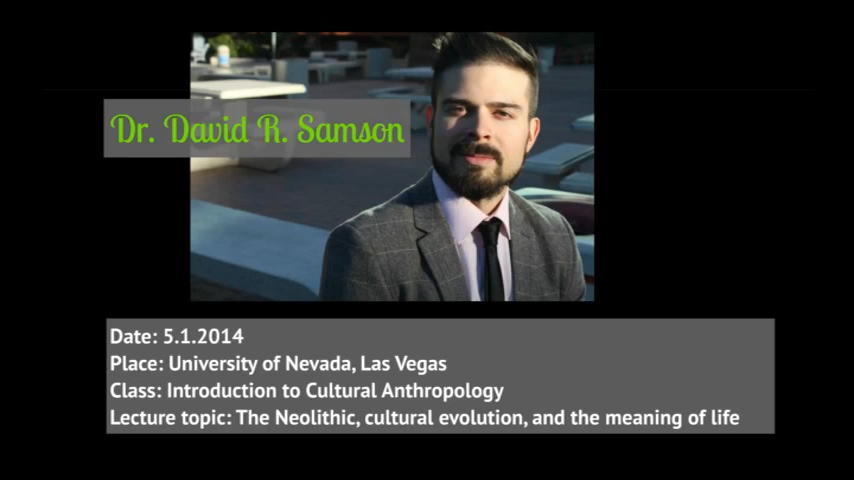 Dr. David R. Samson
Date: 5.1.2014
Place: University of Nevada, Las Vegas
Class: Introduction to Cultural Anthropology
Lecture topic: The Neolithic, cultural evolution, and the meaning of life